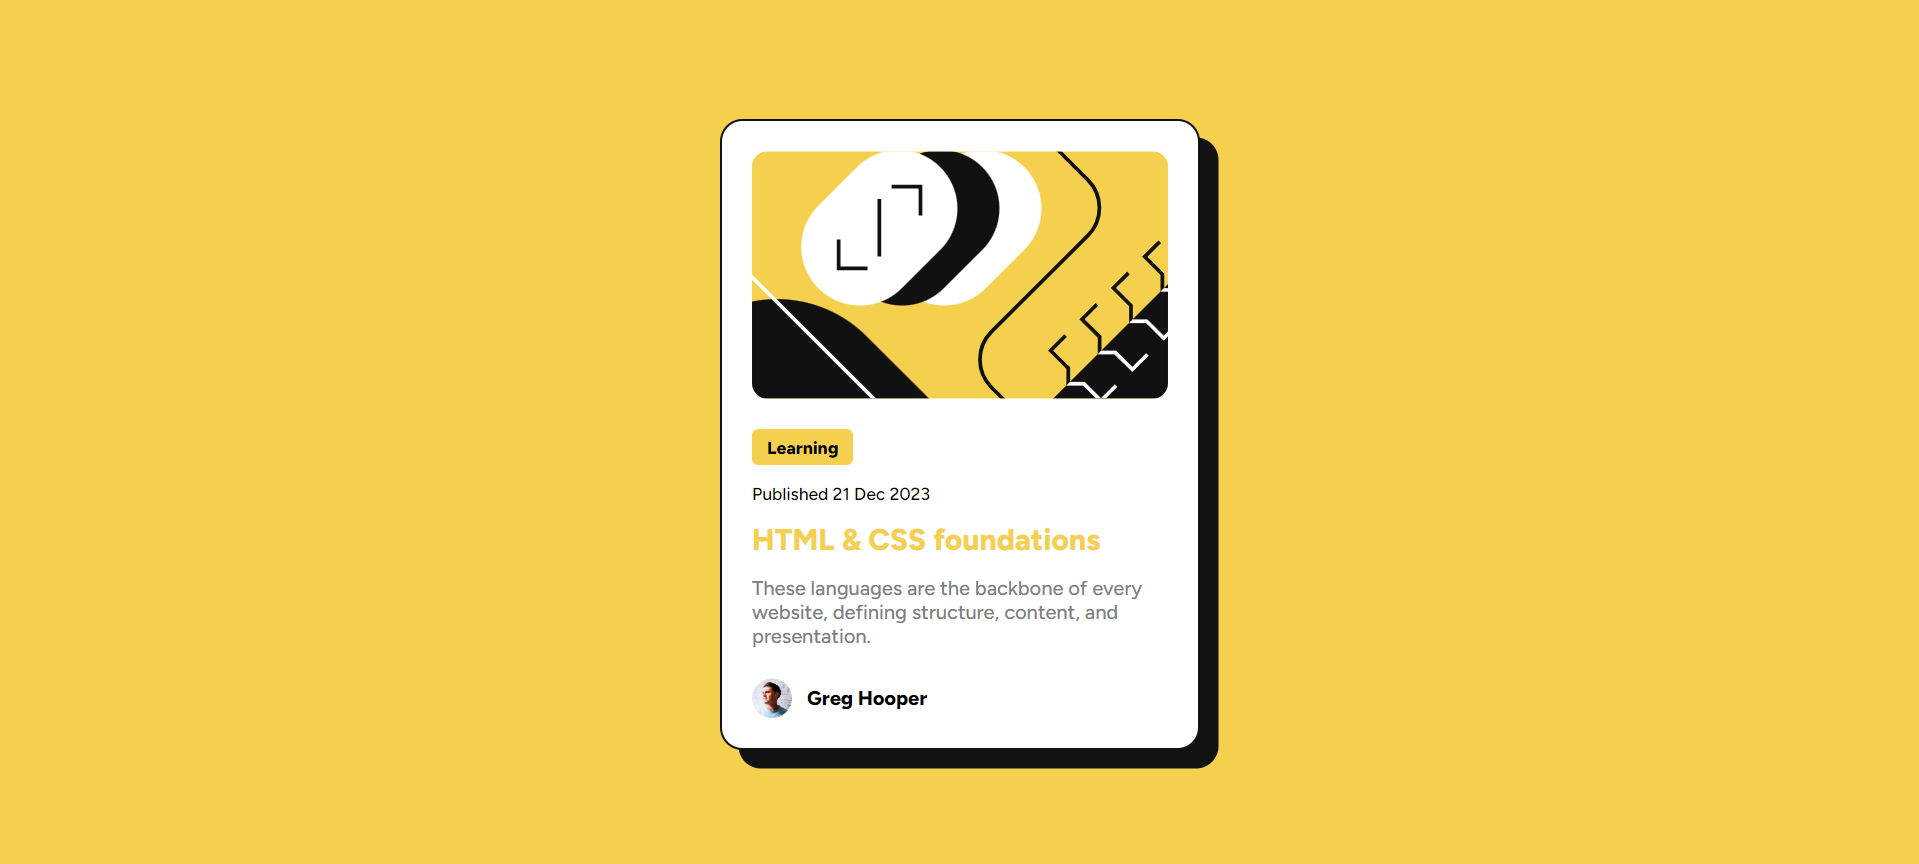 Learning
Published 21 Dec 2023
HTML & CSS foundations
These languages are the backbone of every
website, defining structure, content, and
presentation.
Greg Hooper